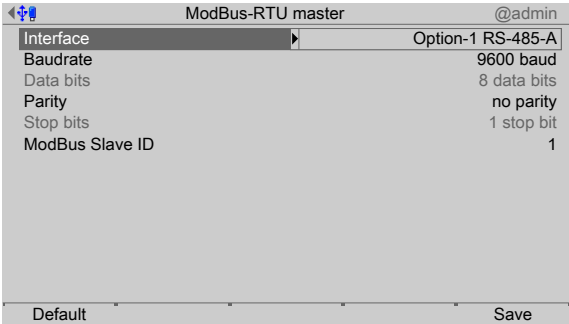 ModBus-RTU master @admin
Interface Option-1 RS-485-A
Baudrate 9600 baud
Data bits 8 data bits
Parity no parity
Stop bits 1 stop bit
ModBus Slave ID 1
Default Save